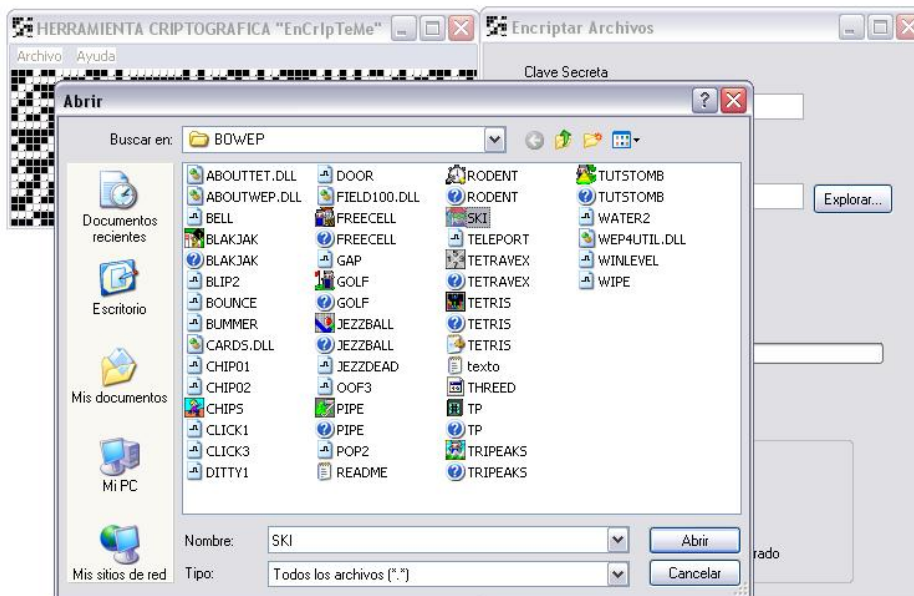 HERRAMIENTA CRIPTOGRAFICA "EnCrIpTeMe"
Archivo Ayuda
Encriptar Archivos
Clave Secreta
Explorar...
rado
Abrir
Buscar en: BOWEP
Documentos recientes
Escritorio
Mis documentos
Mi PC
Mis sitios de red
ABOUTTET.DLL
ABOUTWEP.DLL
BELL
BLAKJAK
BLAKJAK
BLIP2
BOUNCE
BUMMER
CARDS.DLL
CHIP01
CHIP02
CHIPS
CLICK1
CLICK3
DITTY1
DOOR
FIELD100.DLL
FREECELL
FREECELL
GAP
GOLF
GOLF
JEZZBALL
JEZZBALL
JEZZDEAD
OOF3
PIPE
PIPE
POP2
README
RODENT
RODENT
SKI
TELEPORT
TETRAVEX
TETRAVEX
TETRIS
TETRIS
TETRIS
texto
THREED
TP
TP
TRIPEAKS
TRIPEAKS
TUTSTOMB
TUTSTOMB
WATER2
WEP4UTIL.DLL
WINLEVEL
WIPE
Nombre: SKI
Abrir
Tipo: Todos los archivos (*.*)
Cancelar